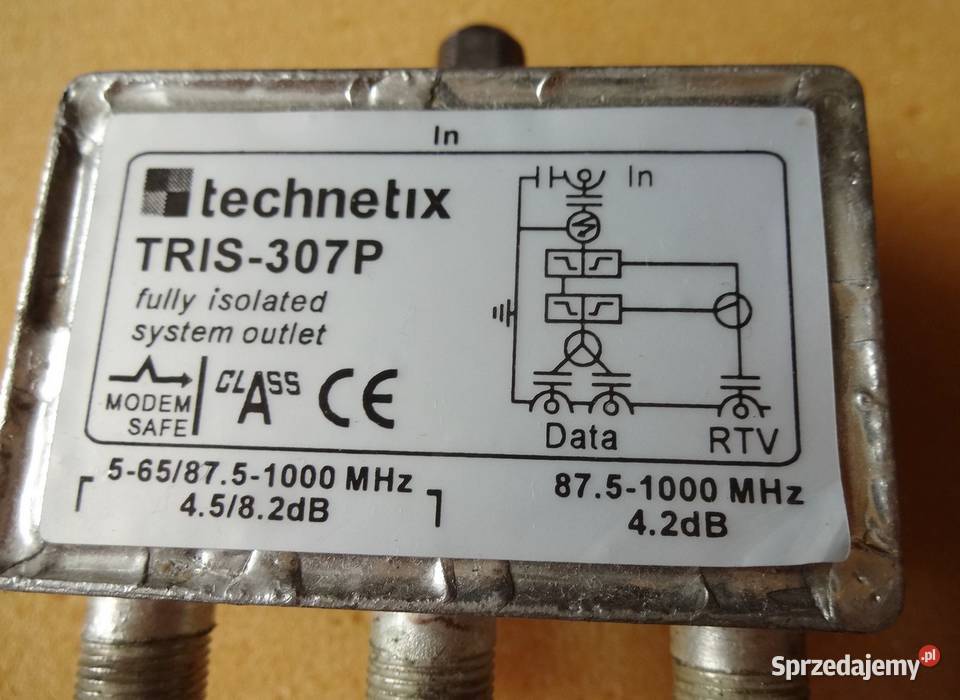 In
technetix
TRIS-307P
fully isolated
system outlet
MODEM
SAFE
CLASS
A
CE
In
Data
RTV
5-65/87.5-1000 MHz
4.5/8.2dB
87.5-1000 MHz
4.2dB
Sprzedajemy.pl